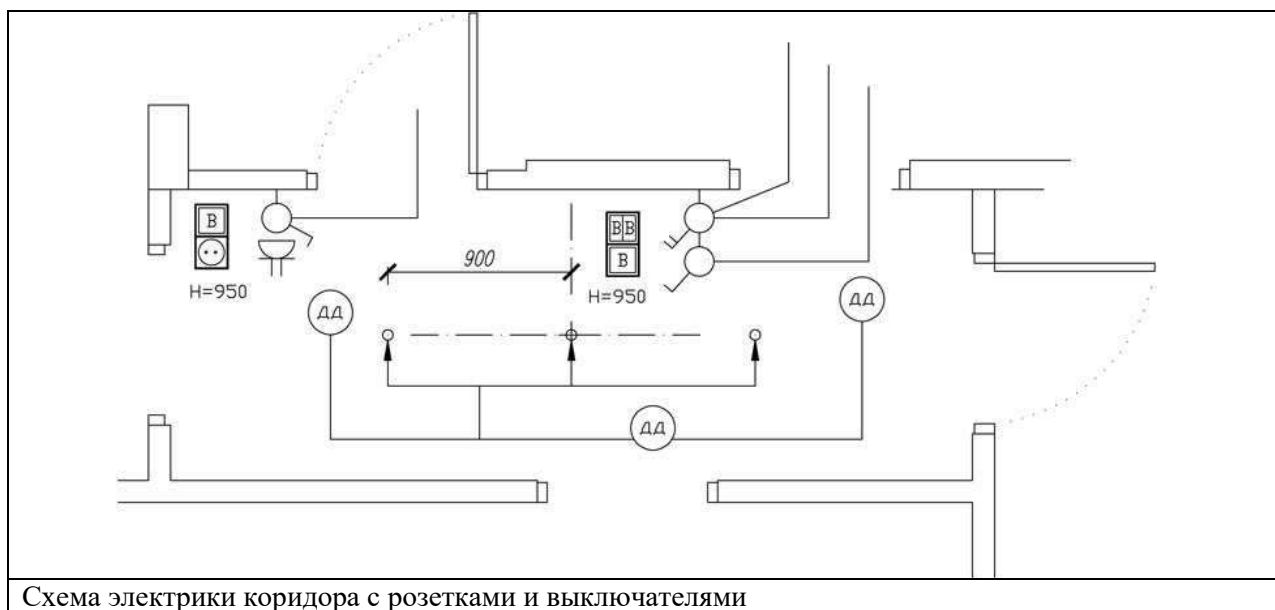 В
H=950
900
ВВ
В
H=950
ДД
ДД
ДД
Схема электрики коридора с розетками и выключателями